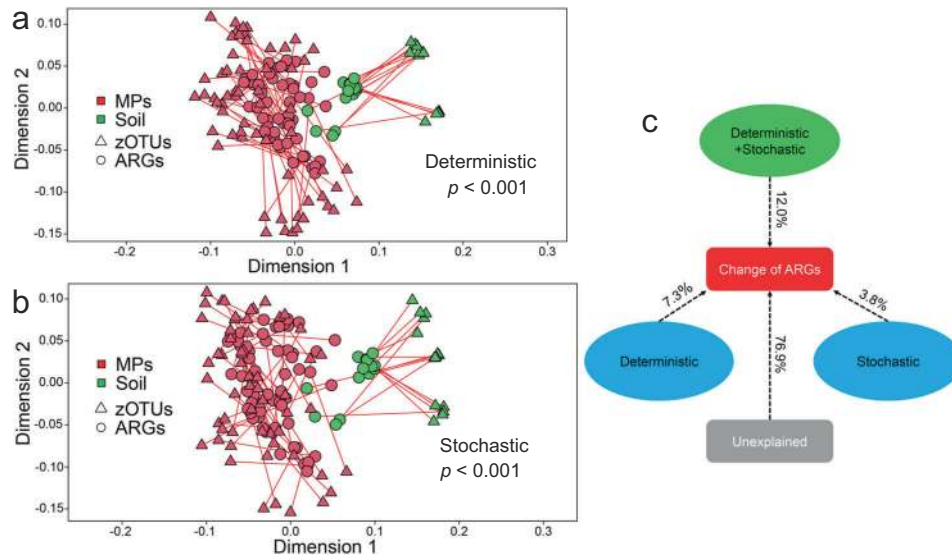 a
0.10
0.05
0.00
-0.05
-0.10
-0.15
Dimension 2
MPs
Soil
zOTUs
ARGs
Deterministic
p < 0.001
-0.2
-0.1
0.0
0.1
0.2
0.3
Dimension 1
b
0.10
0.05
0.00
-0.05
-0.10
-0.15
Dimension 2
MPs
Soil
zOTUs
ARGs
Stochastic
p < 0.001
-0.2
-0.1
0.0
0.1
0.2
0.3
Dimension 1
c
Deterministic
+Stochastic
12.0%
Change of ARGs
7.3%
3.8%
76.9%
Deterministic
Stochastic
Unexplained